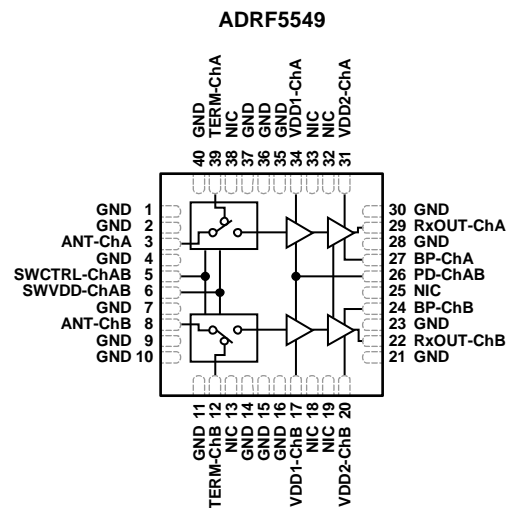 ADRF5549
40 GND
39 TERM-ChA
38 NIC
37 GND
36 GND
35 GND
34 VDD1-ChA
33 NIC
32 NIC
31 VDD2-ChA
GND 1
GND 2
ANT-ChA 3
GND 4
SWCTRL-ChAB 5
SWVDD-ChAB 6
GND 7
ANT-ChB 8
GND 9
GND 10
30 GND
29 RxOUT-ChA
28 GND
27 BP-ChA
26 PD-ChAB
25 NIC
24 BP-ChB
23 GND
22 RxOUT-ChB
21 GND
GND 11
TERM-ChB 12
NIC 13
GND 14
GND 15
GND 16
VDD1-ChB 17
NIC 18
NIC 19
VDD2-ChB 20